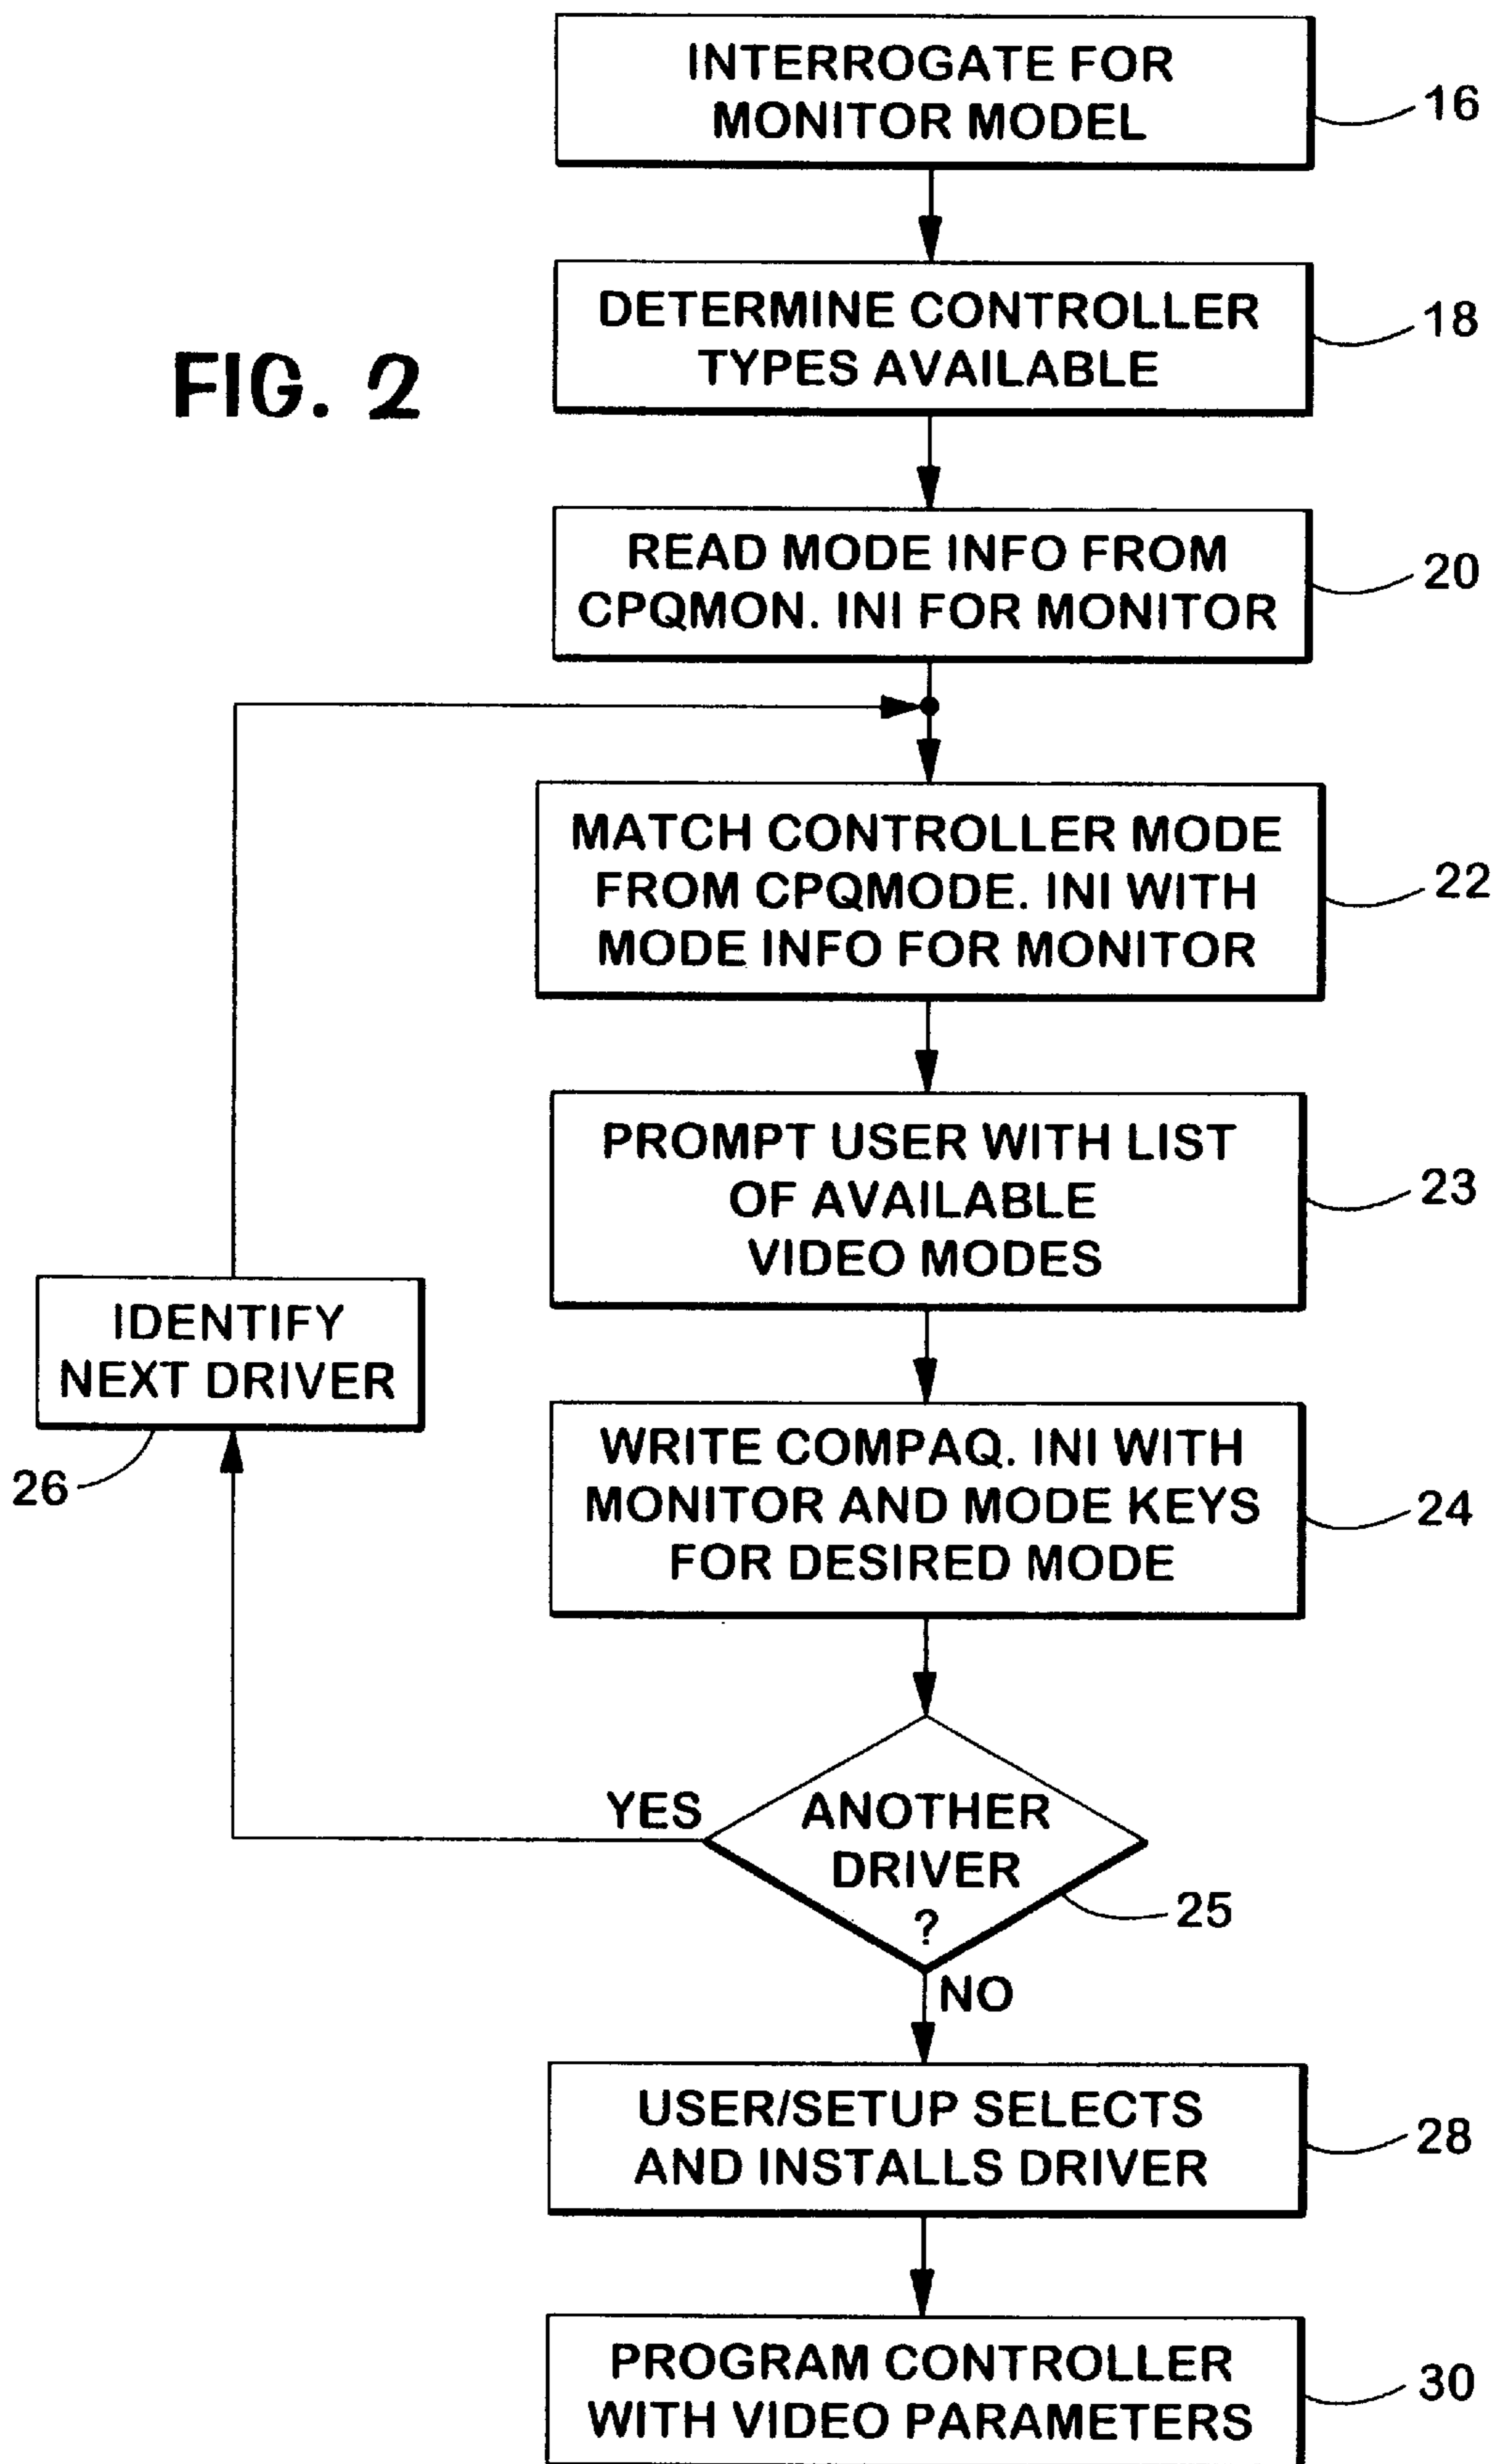 INTERROGATE FOR
MONITOR MODEL
16
DETERMINE CONTROLLER
TYPES AVAILABLE
18
FIG. 2
READ MODE INFO FROM
CPQMON. INI FOR MONITOR
20
MATCH CONTROLLER MODE
FROM CPQMODE. INI WITH
MODE INFO FOR MONITOR
22
PROMPT USER WITH LIST
OF AVAILABLE
VIDEO MODES
23
IDENTIFY
NEXT DRIVER
26
WRITE COMPAQ. INI WITH
MONITOR AND MODE KEYS
FOR DESIRED MODE
24
YES
ANOTHER
DRIVER
?
25
NO
USER/SETUP SELECTS
AND INSTALLS DRIVER
28
PROGRAM CONTROLLER
WITH VIDEO PARAMETERS
30